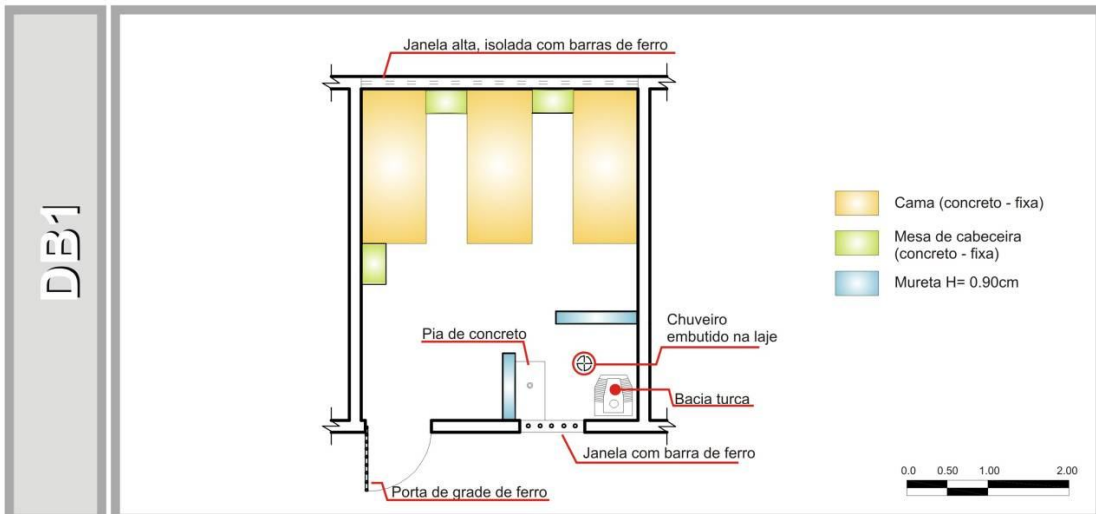 DB1
Janela alta, isolada com barras de ferro
Cama (concreto - fixa)
Mesa de cabeceira
(concreto - fixa)
Mureta H= 0.90cm
Chuveiro
embutido na laje
Pia de concreto
Bacia turca
Janela com barra de ferro
Porta de grade de ferro
0.0 0.50 1.00 2.00